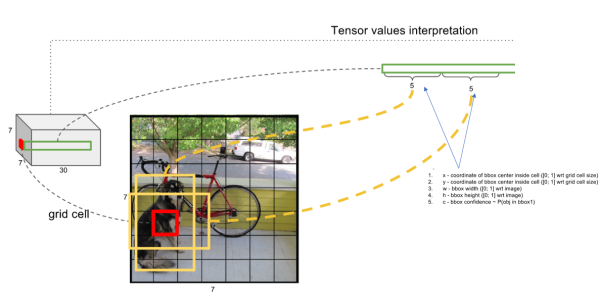 Tensor values interpretation
5
5
7
7
30
1. x - coordinate of bbox center inside cell ([0; 1] wrt grid cell size)
2. y - coordinate of bbox center inside cell ([0; 1] wrt grid cell size)
3. w - bbox width ([0; 1] wrt image)
4. h - bbox height ([0; 1] wrt image)
5. c - bbox confidence ~ P(obj in bbox1)
7
grid cell
7